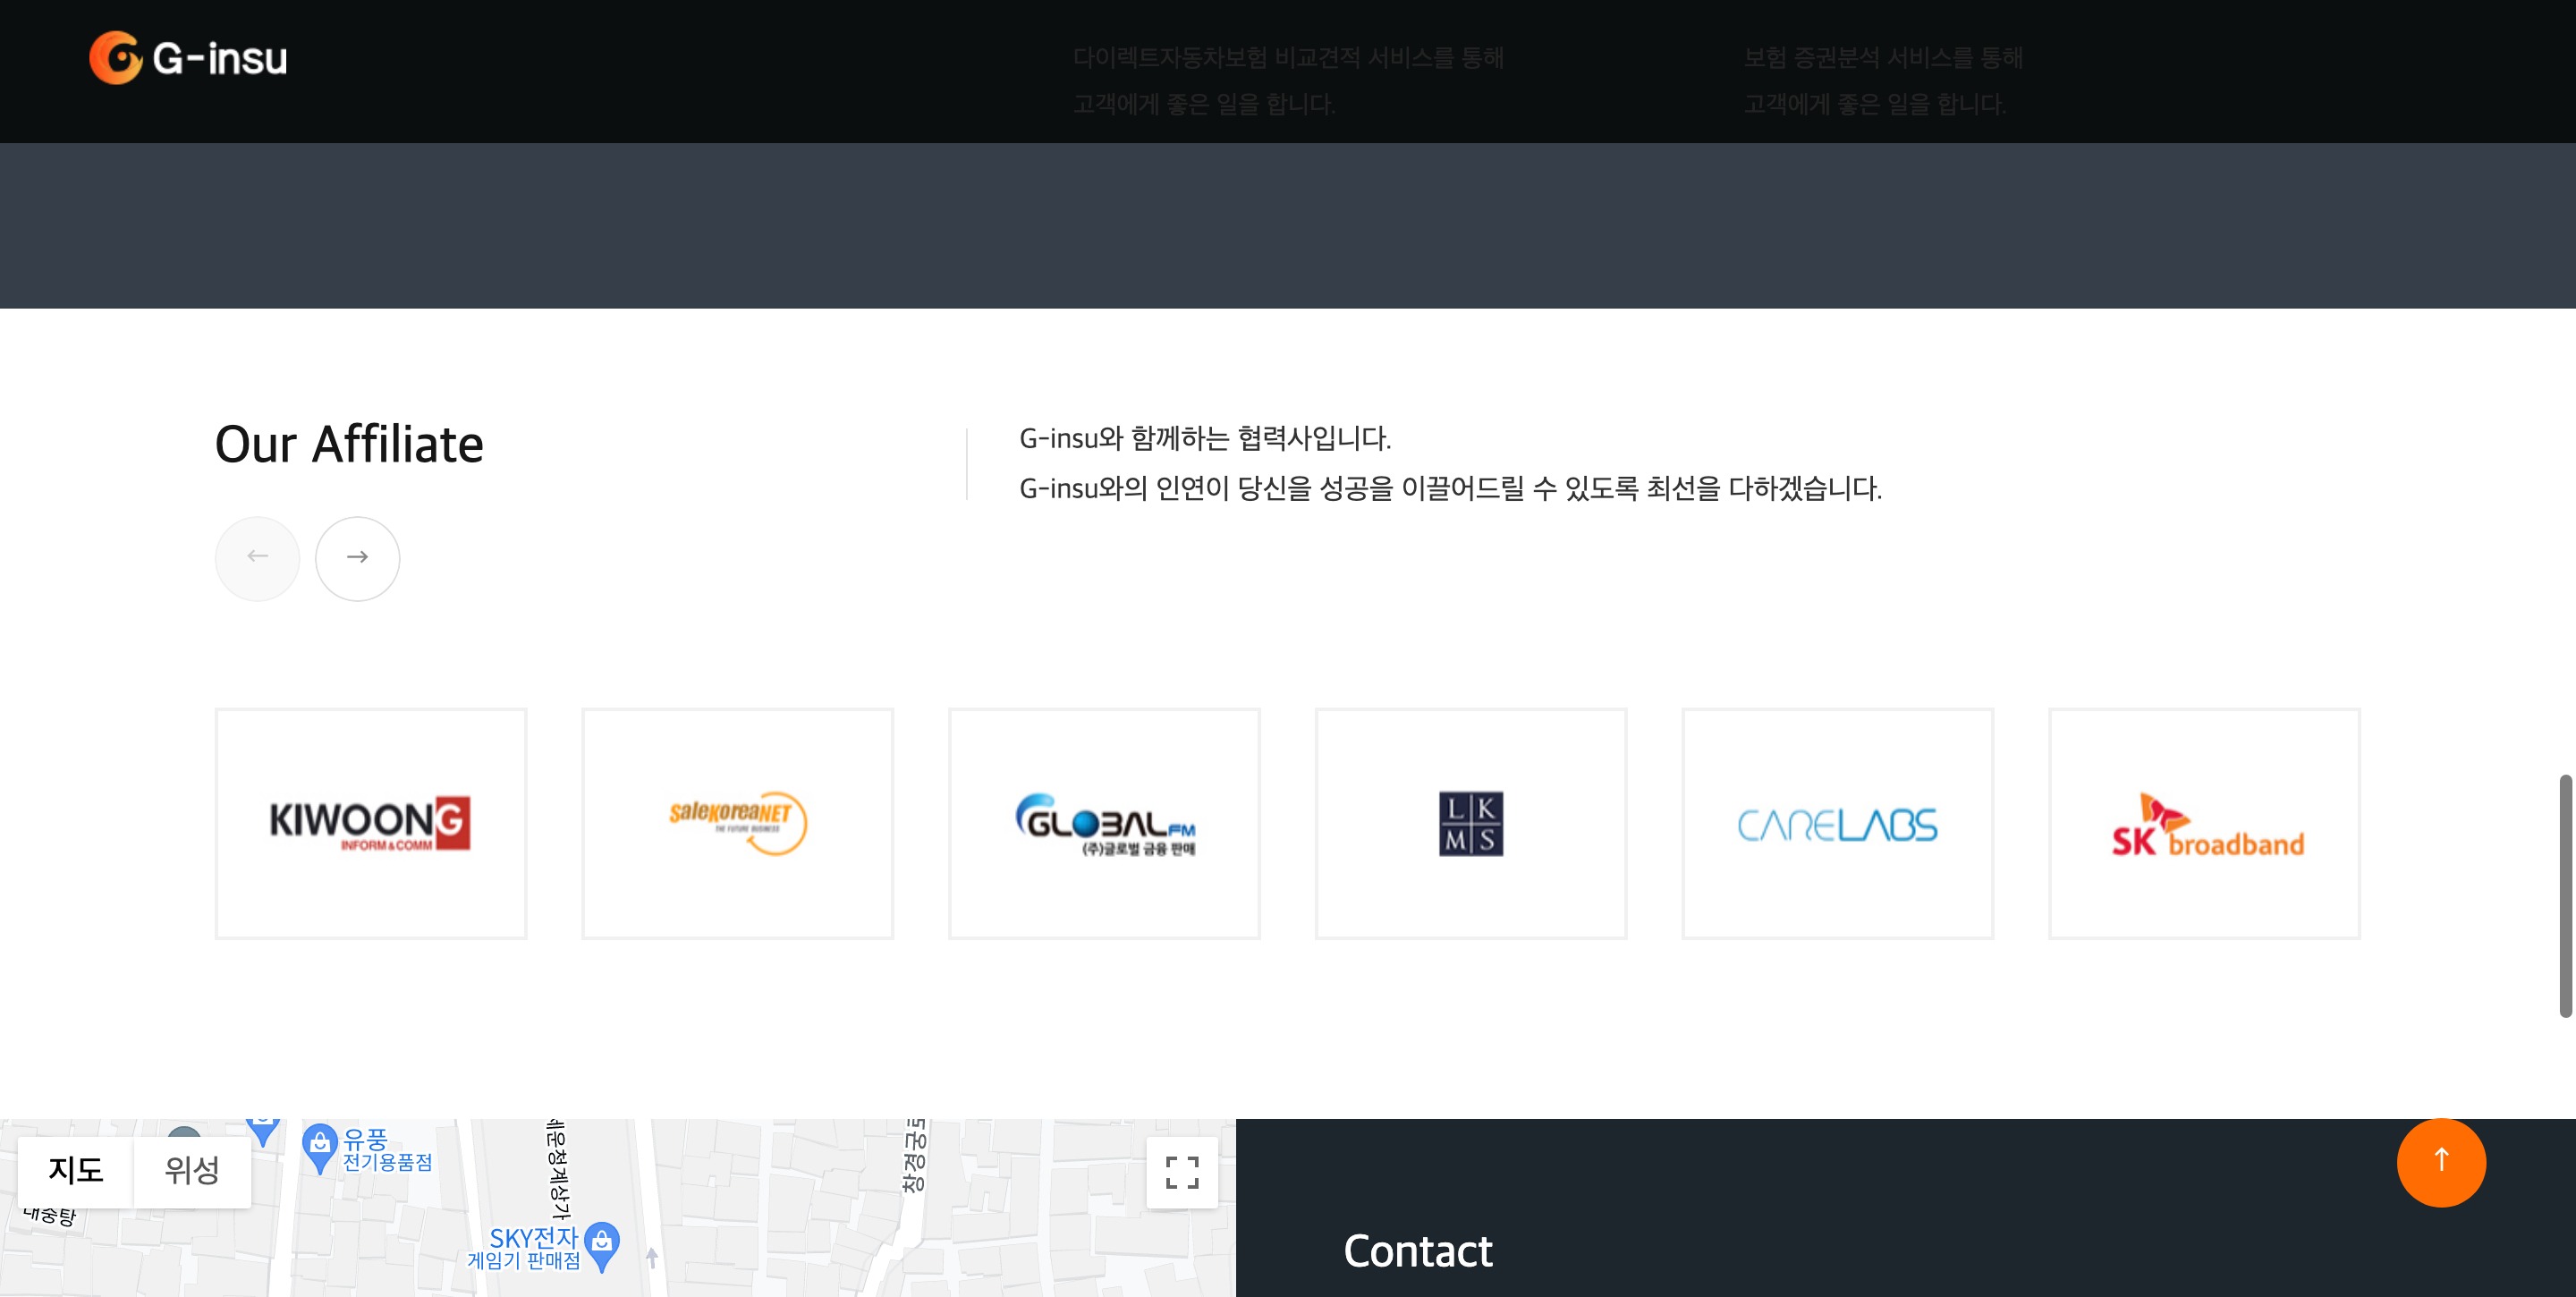 G-insu
다이렉트자동차보험 비교견적 서비스를 통해
고객에게 좋은 일을 합니다.
보험 증권분석 서비스를 통해
고객에게 좋은 일을 합니다.
Our Affiliate
G-insu와 함께하는 협력사입니다.
G-insu와의 인연이 당신을 성공을 이끌어드릴 수 있도록 최선을 다하겠습니다.
KIWOONG
INFORM & COMM
saleKoreaNET
THE FUTURE BUSINESS
GLOBAL FM
(주)글로벌 금융 판매
L K
M S
CARELABS
SK broadband
지도
위성
유풍
전기용품점
세운청계상가
창경궁로
대중탕
SKY전자
게임기 판매점
Contact